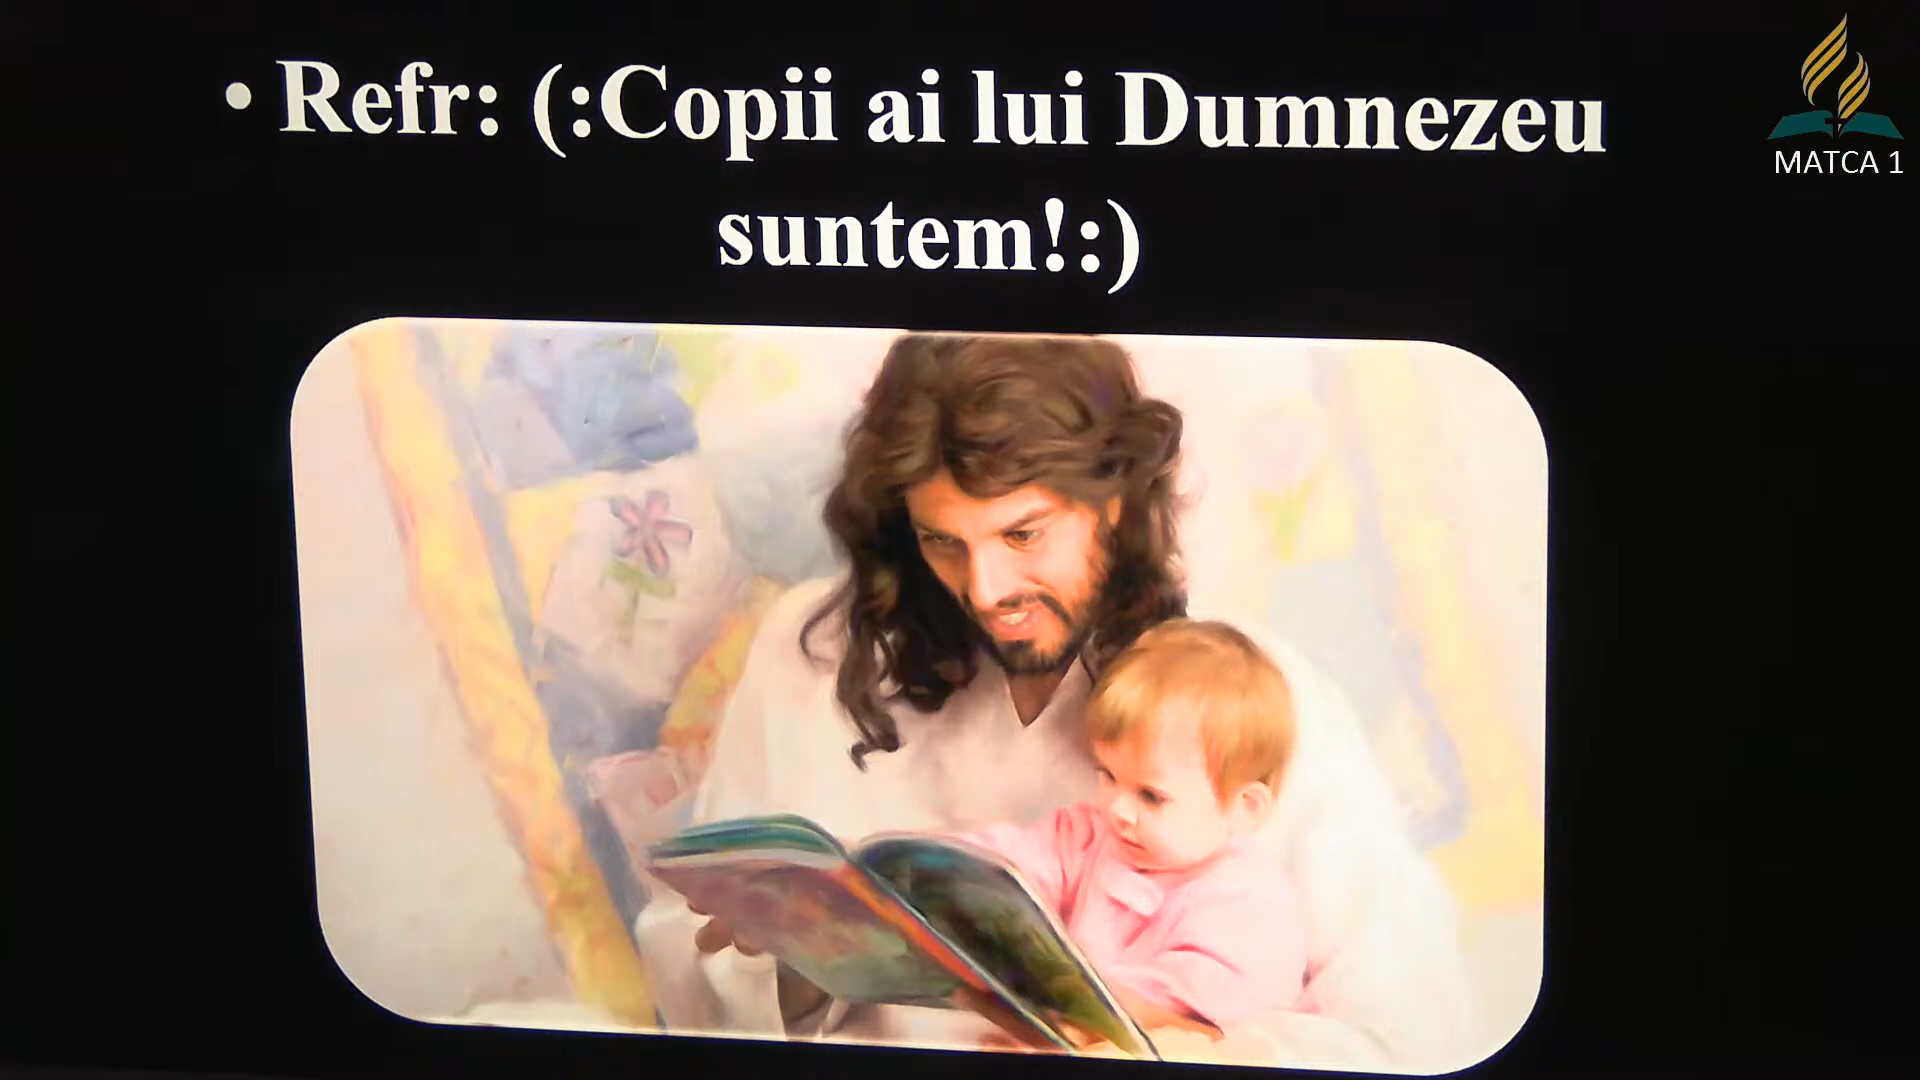 • Refr: (:Copii ai lui Dumnezeu
suntem!:)
MATCA 1